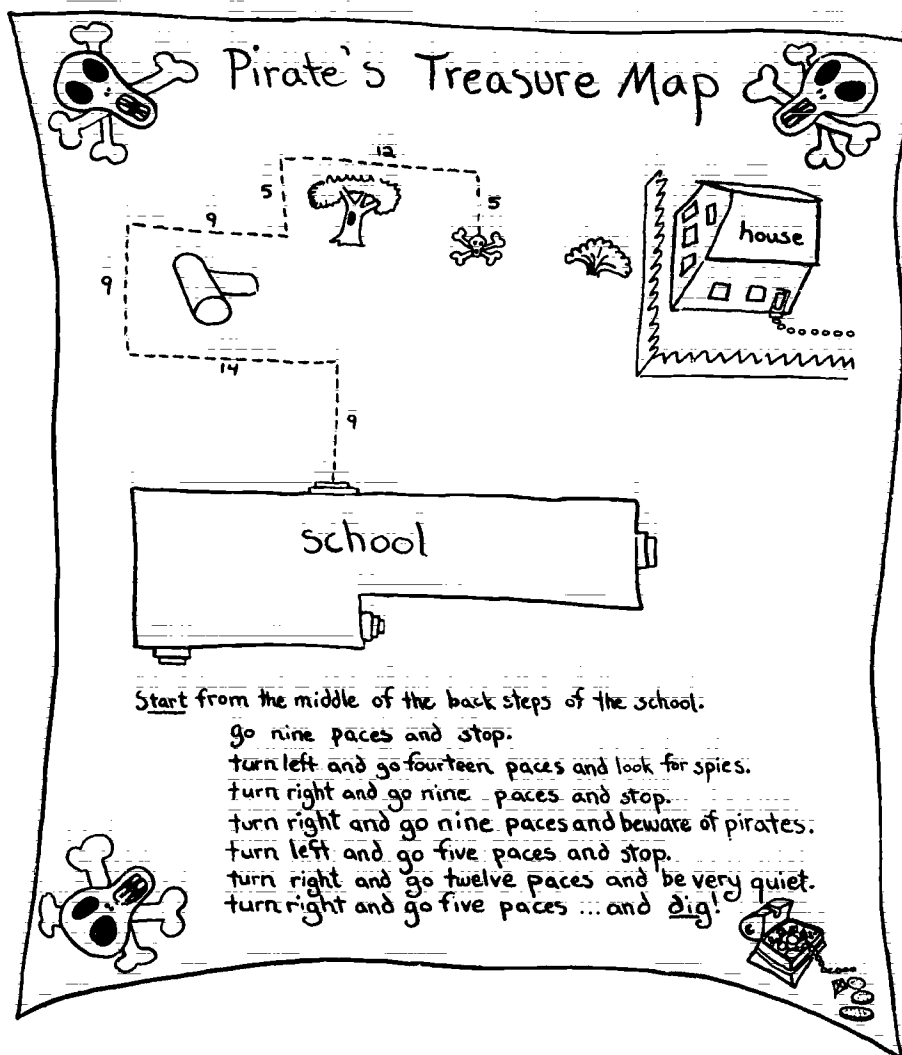 Pirate's Treasure Map
12
5
5
9
house
9
14
9
school
Start from the middle of the back steps of the school.
go nine paces and stop.
turn left and go fourteen paces and look for spies.
turn right and go nine paces and stop.
turn right and go nine paces and beware of pirates.
turn left and go five paces and stop.
turn right and go twelve paces and be very quiet.
turn right and go five paces ... and dig!